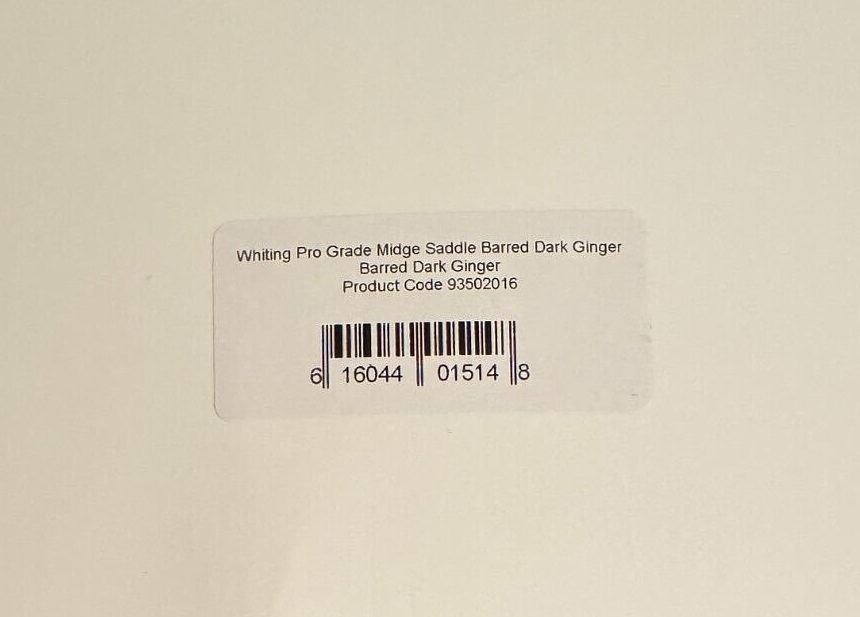 Whiting Pro Grade Midge Saddle Barred Dark Ginger
Barred Dark Ginger
Product Code 93502016
6 16044 01514 8